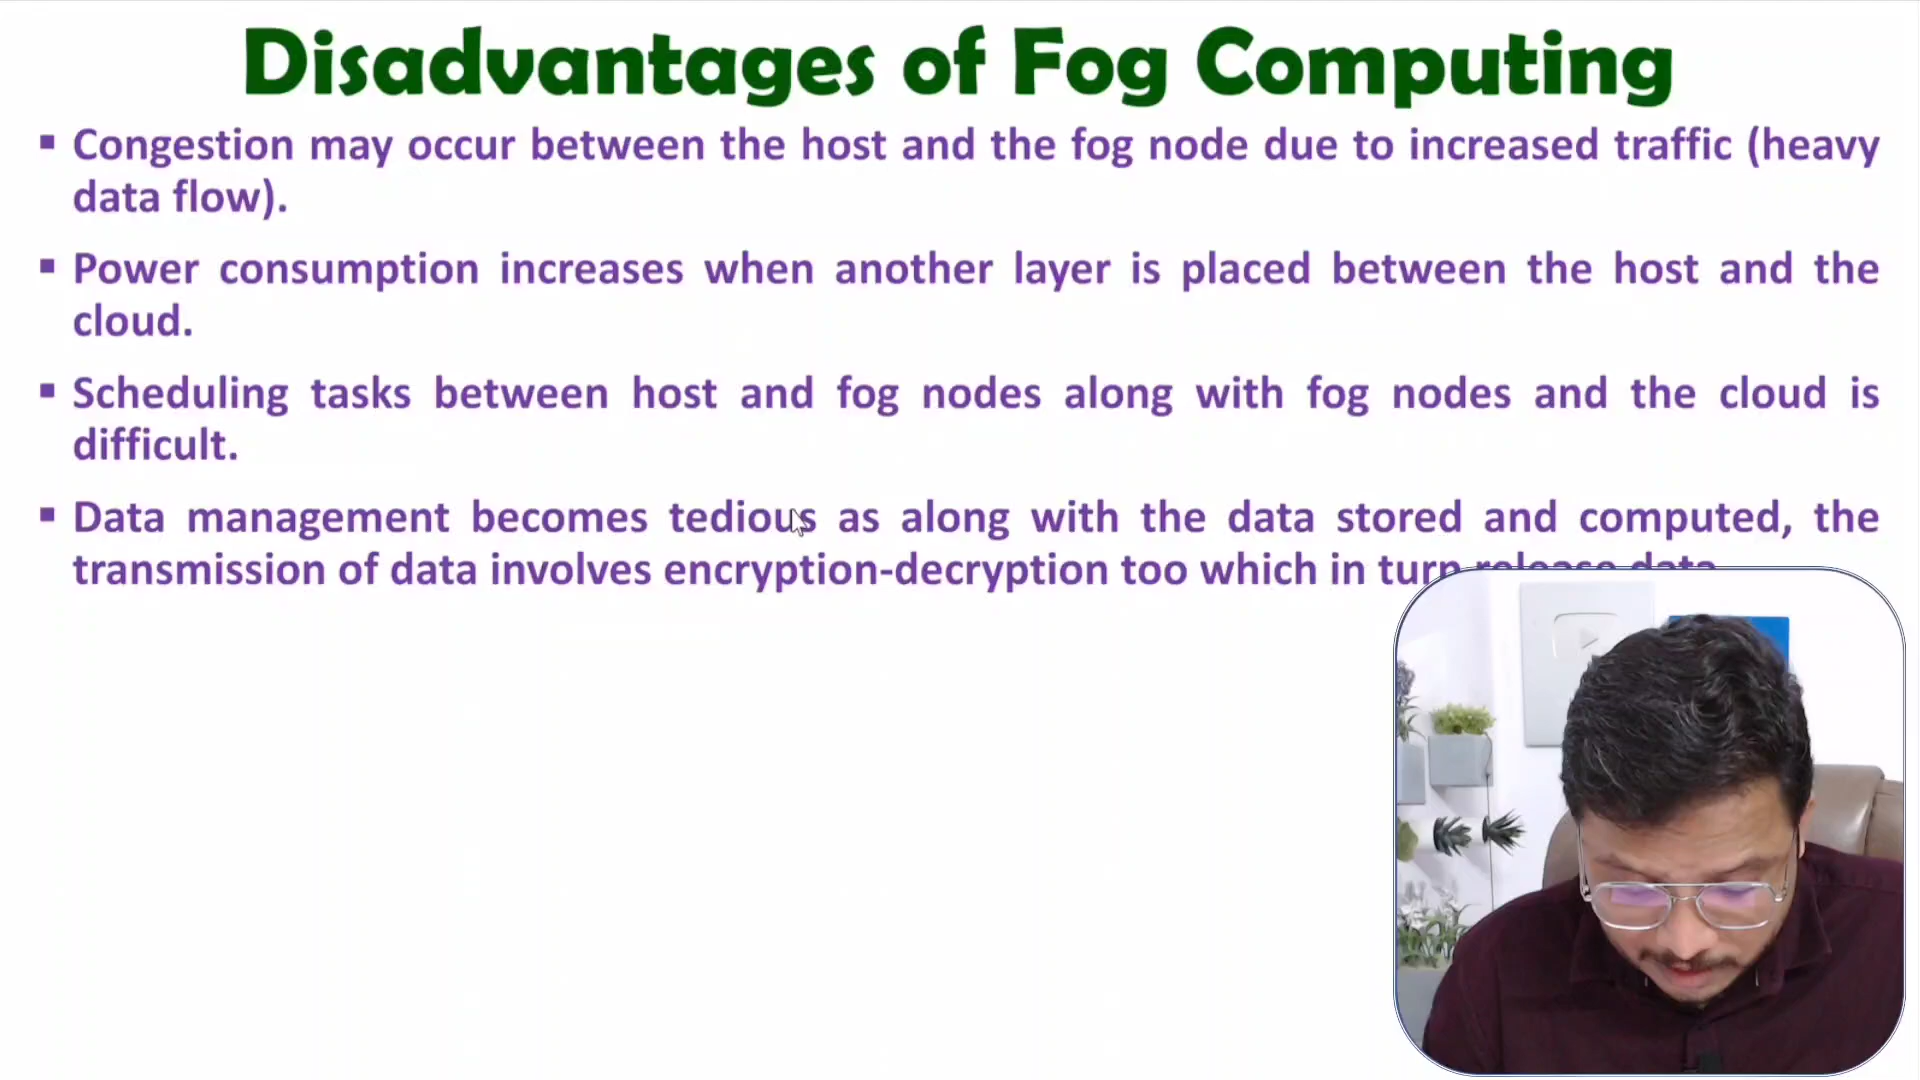 Disadvantages of Fog Computing
▪ Congestion may occur between the host and the fog node due to increased traffic (heavy
data flow).
▪ Power consumption increases when another layer is placed between the host and the
cloud.
▪ Scheduling tasks between host and fog nodes along with fog nodes and the cloud is
difficult.
▪ Data management becomes tedious as along with the data stored and computed, the
transmission of data involves encryption-decryption too which in turn release data.